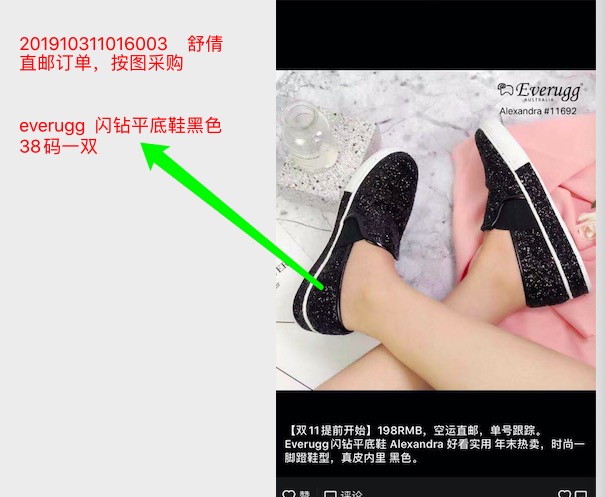 201910311016003 舒倩
直邮订单，按图采购
everugg 闪钻平底鞋黑色
38码一双
Everugg®
AUSTRALIA
Alexandra #11692
【双11提前开始】198RMB，空运直邮，单号跟踪。
Everugg闪钻平底鞋 Alexandra 好看实用 年末热卖，时尚一
脚蹬鞋型，真皮内里 黑色。
赞 评论